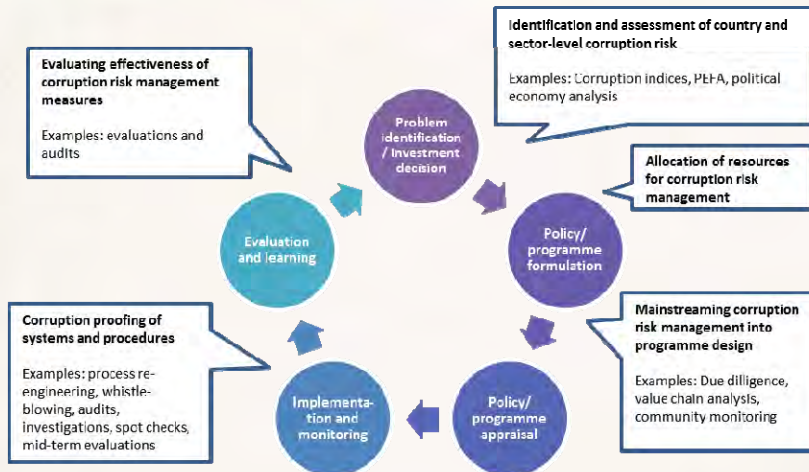 Identification and assessment of country and
sector-level corruption risk
Examples: Corruption indices, PEFA, political
economy analysis
Evaluating effectiveness of
corruption risk management
measures
Examples: evaluations and
audits
Problem
identification
/ Investment
decision
Allocation of resources
for corruption risk
management
Policy/
programme
formulation
Evaluation
and learning
Mainstreaming corruption
risk management into
programme design
Examples: Due dilligence,
value chain analysis,
community monitoring
Corruption proofing of
systems and procedures
Examples: process re-
engineering, whistle-
blowing, audits,
investigations, spot checks,
mid-term evaluations
Implementa-
tion and
monitoring
Policy/
programme
appraisal